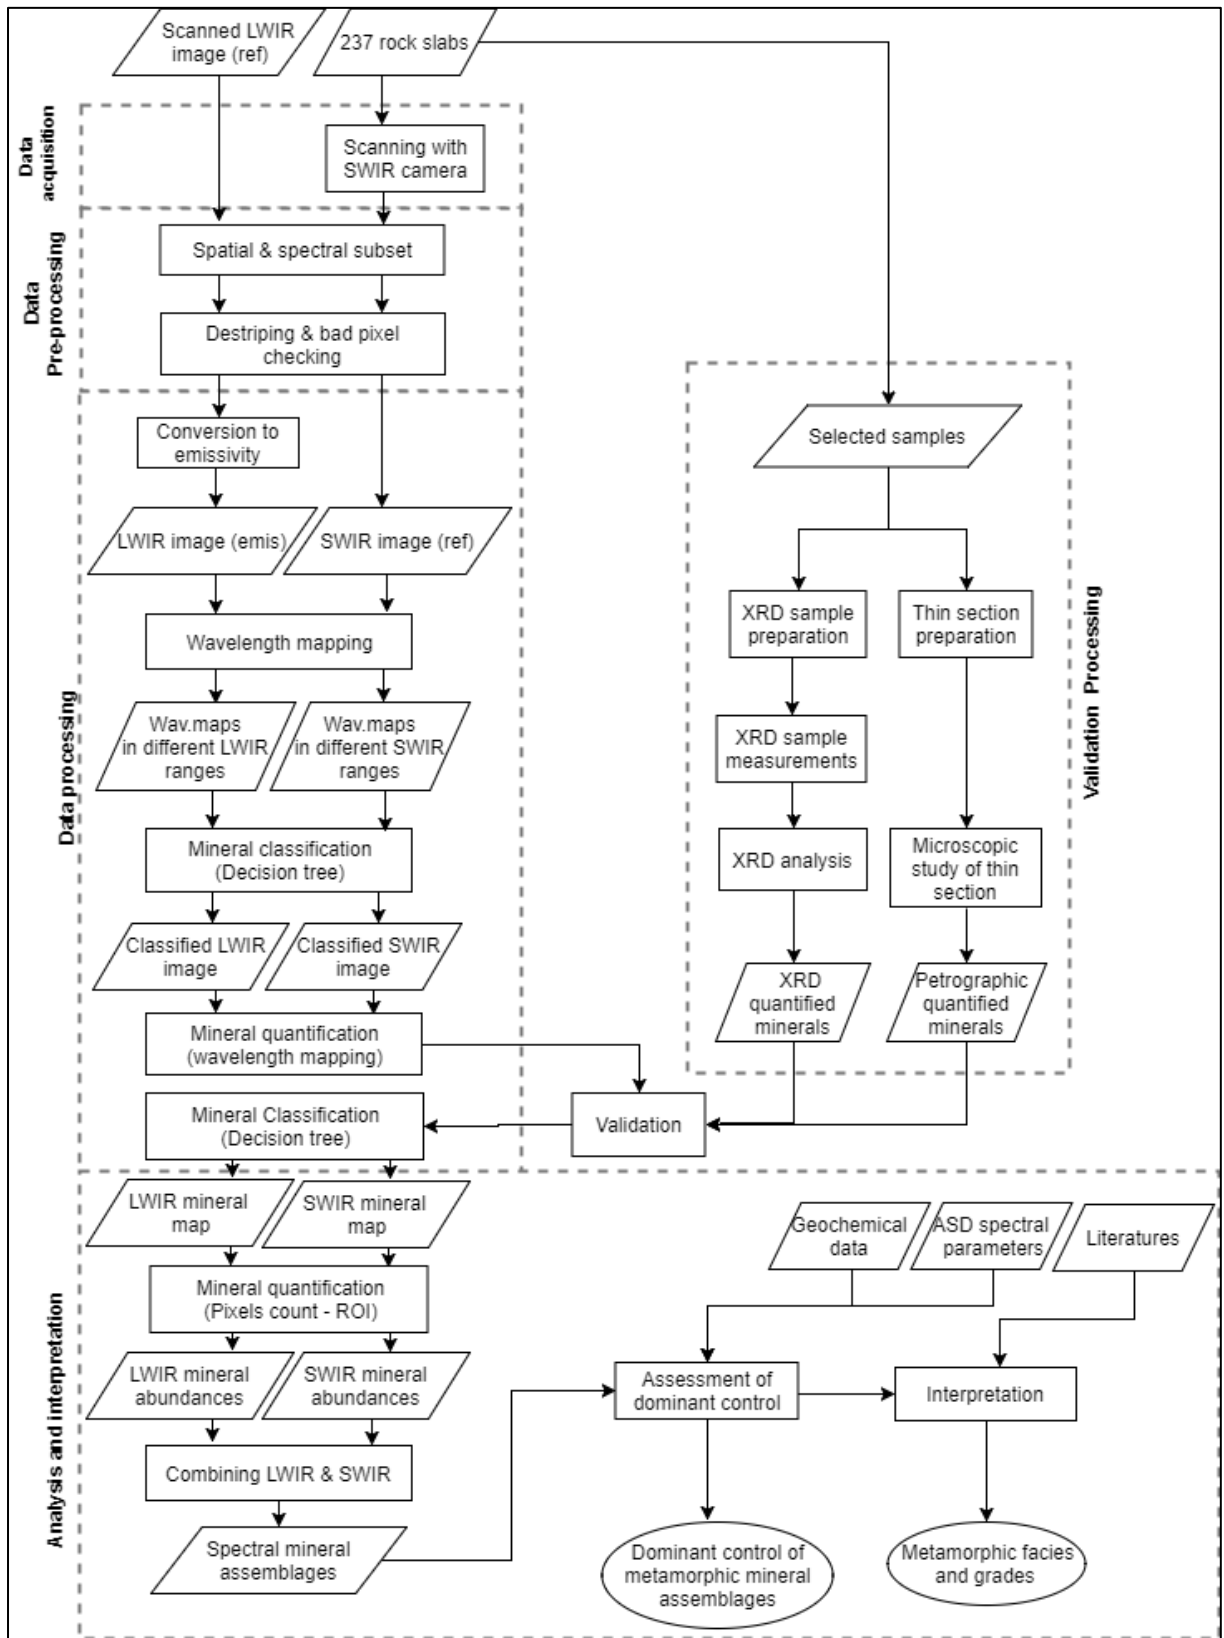 Scanned LWIR
image (ref)
237 rock slabs
Data
acquisition
Scanning with
SWIR camera
Data
Pre-processing
Spatial & spectral subset
Destriping & bad pixel
checking
Data processing
Conversion to
emissivity
LWIR image (emis)
SWIR image (ref)
Wavelength mapping
Wav.maps
in different LWIR
ranges
Wav.maps
in different SWIR
ranges
Mineral classification
(Decision tree)
Classified LWIR
image
Classified SWIR
image
Mineral quantification
(wavelength mapping)
Mineral Classification
(Decision tree)
Validation
Validation Processing
Selected samples
XRD sample
preparation
Thin section
preparation
XRD sample
measurements
XRD analysis
Microscopic
study of thin
section
XRD
quantified
minerals
Petrographic
quantified
minerals
Analysis and interpretation
LWIR mineral
map
SWIR mineral
map
Mineral quantification
(Pixels count - ROI)
LWIR mineral
abundances
SWIR mineral
abundances
Combining LWIR & SWIR
Spectral mineral
assemblages
Geochemical
data
ASD spectral
parameters
Literatures
Assessment of
dominant control
Interpretation
Dominant control of
metamorphic mineral
assemblages
Metamorphic facies
and grades